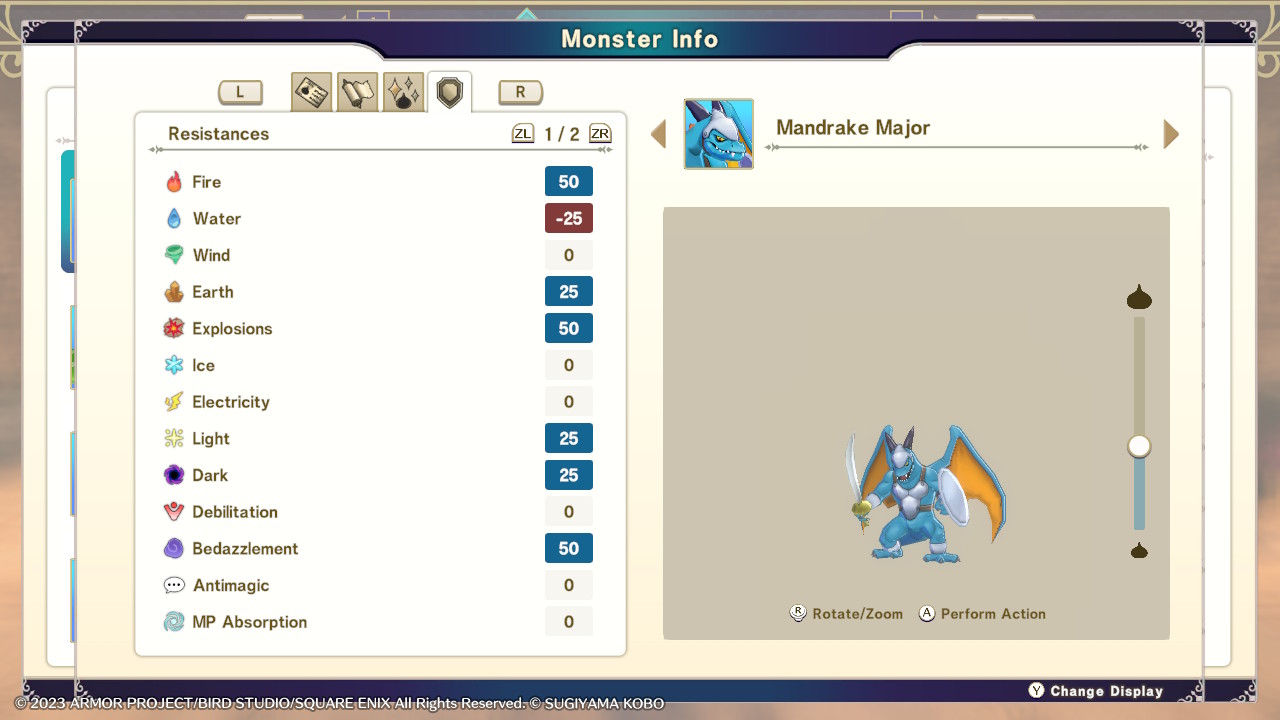 Monster Info
L R
Resistances ZL 1 / 2 ZR
Mandrake Major
Fire 50
Water -25
Wind 0
Earth 25
Explosions 50
Ice 0
Electricity 0
Light 25
Dark 25
Debilitation 0
Bedazzlement 50
Antimagic 0
MP Absorption 0
R Rotate/Zoom A Perform Action
Y Change Display
© 2023 ARMOR PROJECT/BIRD STUDIO/SQUARE ENIX All Rights Reserved. © SUGIYAMA KOBO